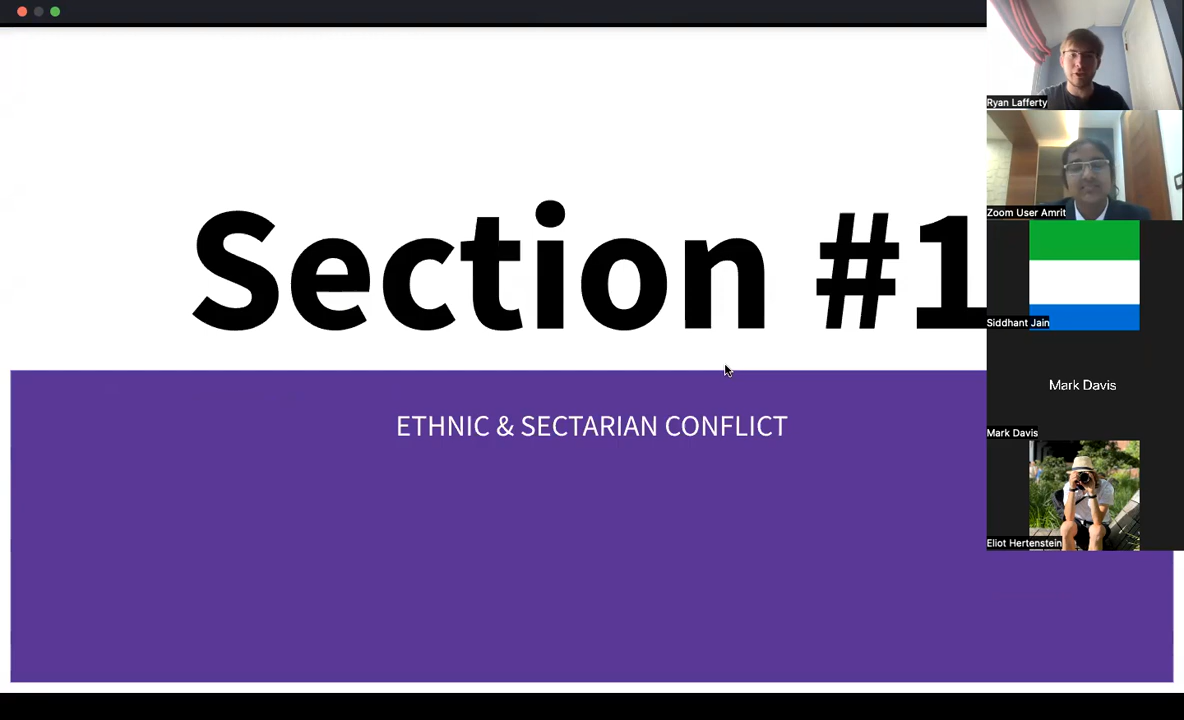 Section #1
ETHNIC & SECTARIAN CONFLICT
Ryan Lafferty
Zoom User Amrit
Siddhant Jain
Mark Davis
Mark Davis
Eliot Hertenstein